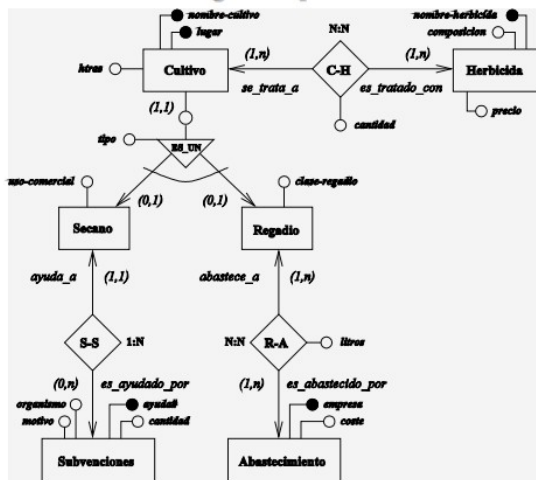 nombre-cultivo
lugar
nombre-herbicida
composicion
N:N
htras
Cultivo
(1,n)
C-H
(1,n)
Herbicida
se_trata_a
es_tratado_con
(1,1)
cantidad
precio
tipo
ES_UN
uso-comercial
(0,1)
(0,1)
clase-regadio
Secano
Regadio
ayuda_a
(1,1)
abastece_a
(1,n)
S-S
1:N
N:N
R-A
litros
(0,n)
es_ayudado_por
(1,n)
es_abastecido_por
organismo
ayuda#
empresa
motivo
cantidad
coste
Subvenciones
Abastecimiento